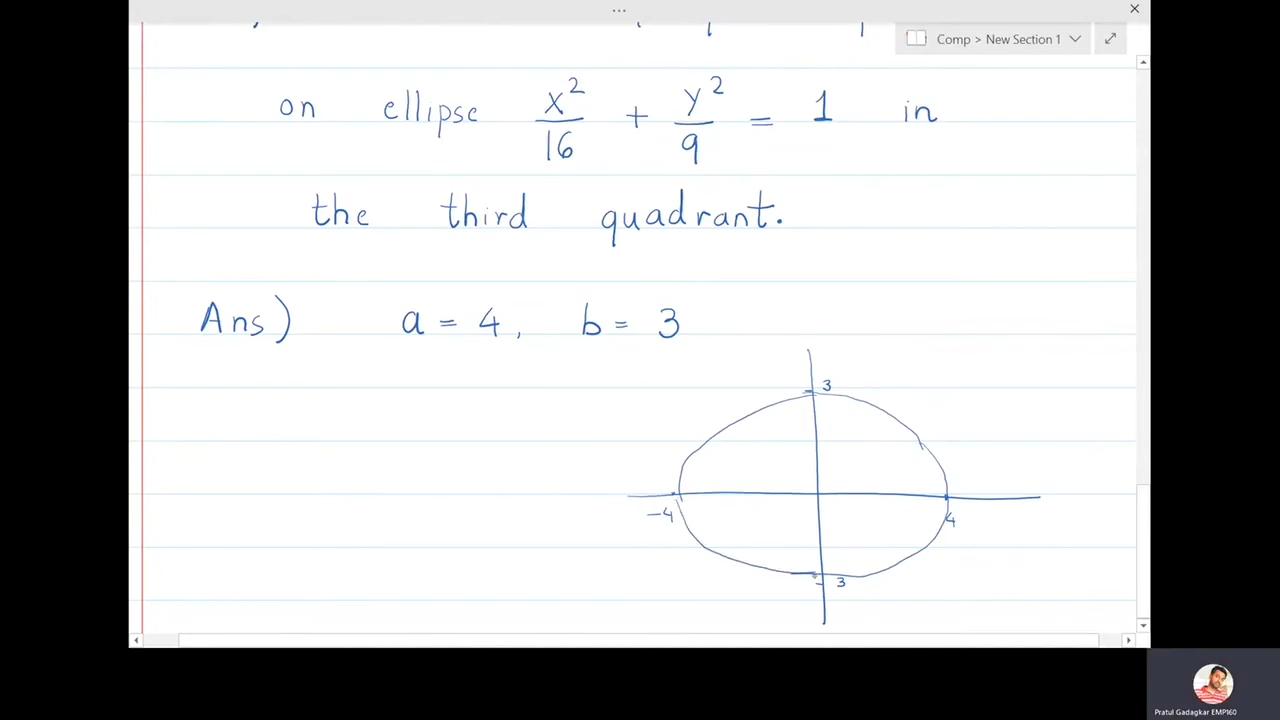 Comp > New Section 1
on ellipse x²/16 + y²/9 = 1 in
the third quadrant.
Ans) a = 4, b = 3
3
-4
4
3
Pratul Gadagkar EMP160